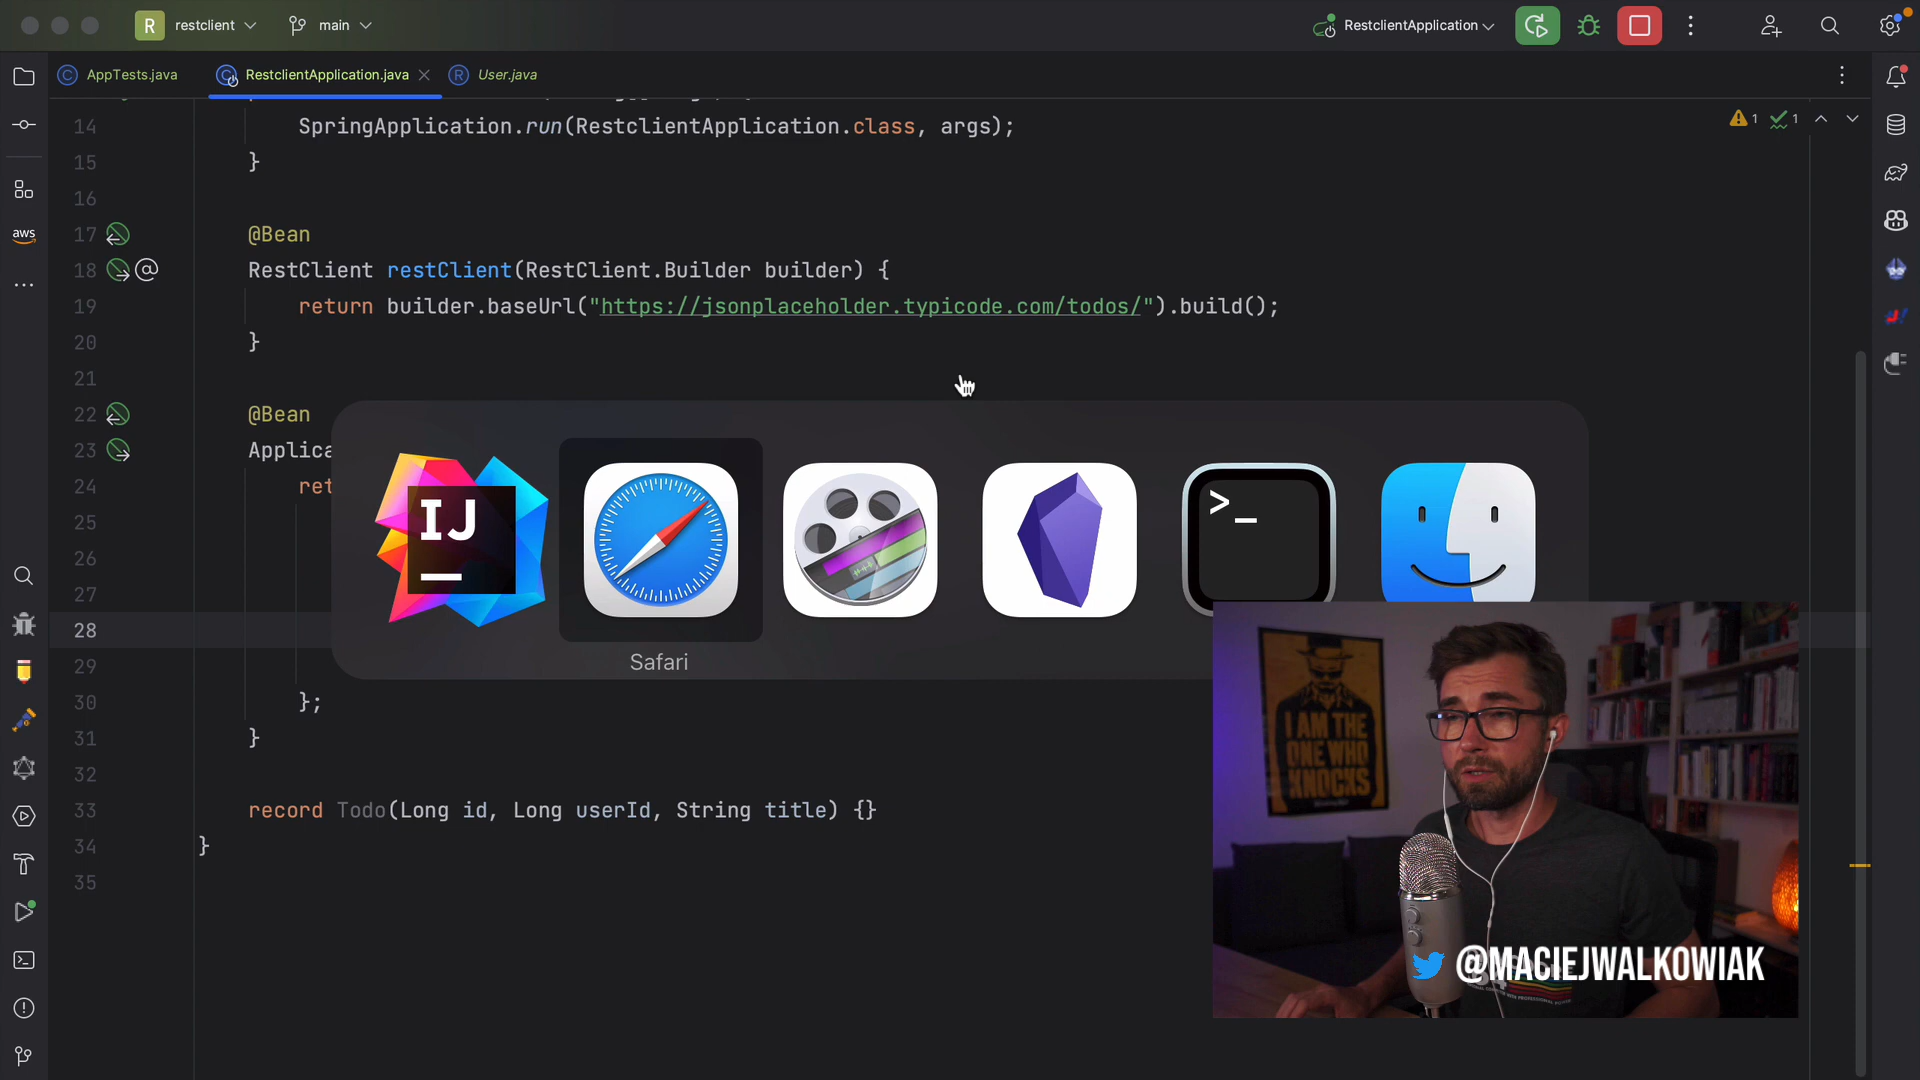 R restclient main RestclientApplication
AppTests.java RestclientApplication.java User.java
14 SpringApplication.run(RestclientApplication.class, args);
1 1
15 }
16
17 @Bean
18 RestClient restClient(RestClient.Builder builder) {
19 return builder.baseUrl("https://jsonplaceholder.typicode.com/todos/").build();
20 }
21
22 @Bean
23 Applica
24 ret
25
26
27
28
29
30 };
31 }
32
33 record Todo(Long id, Long userId, String title) {}
34 }
35
aws
IJ
>_
Safari
I AM THE
ONE WHO
KNOCKS
@MACIEJWALKOWIAK